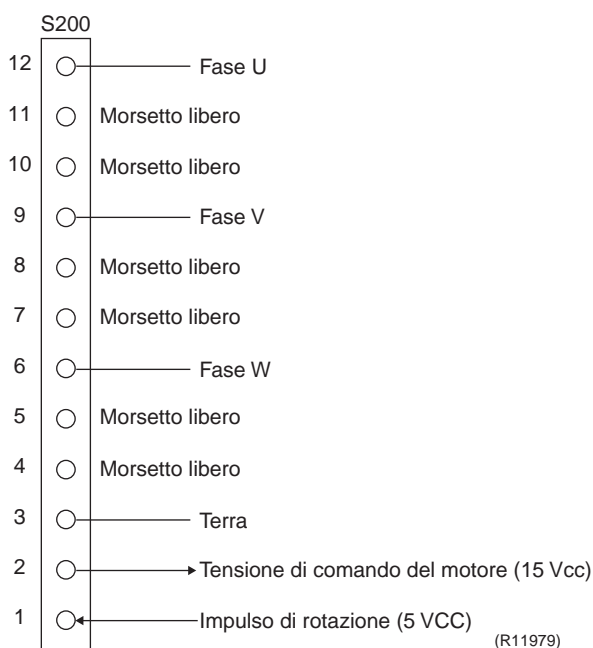 S200
12 Fase U
11 Morsetto libero
10 Morsetto libero
9 Fase V
8 Morsetto libero
7 Morsetto libero
6 Fase W
5 Morsetto libero
4 Morsetto libero
3 Terra
2 Tensione di comando del motore (15 Vcc)
1 Impulso di rotazione (5 VCC)
(R11979)